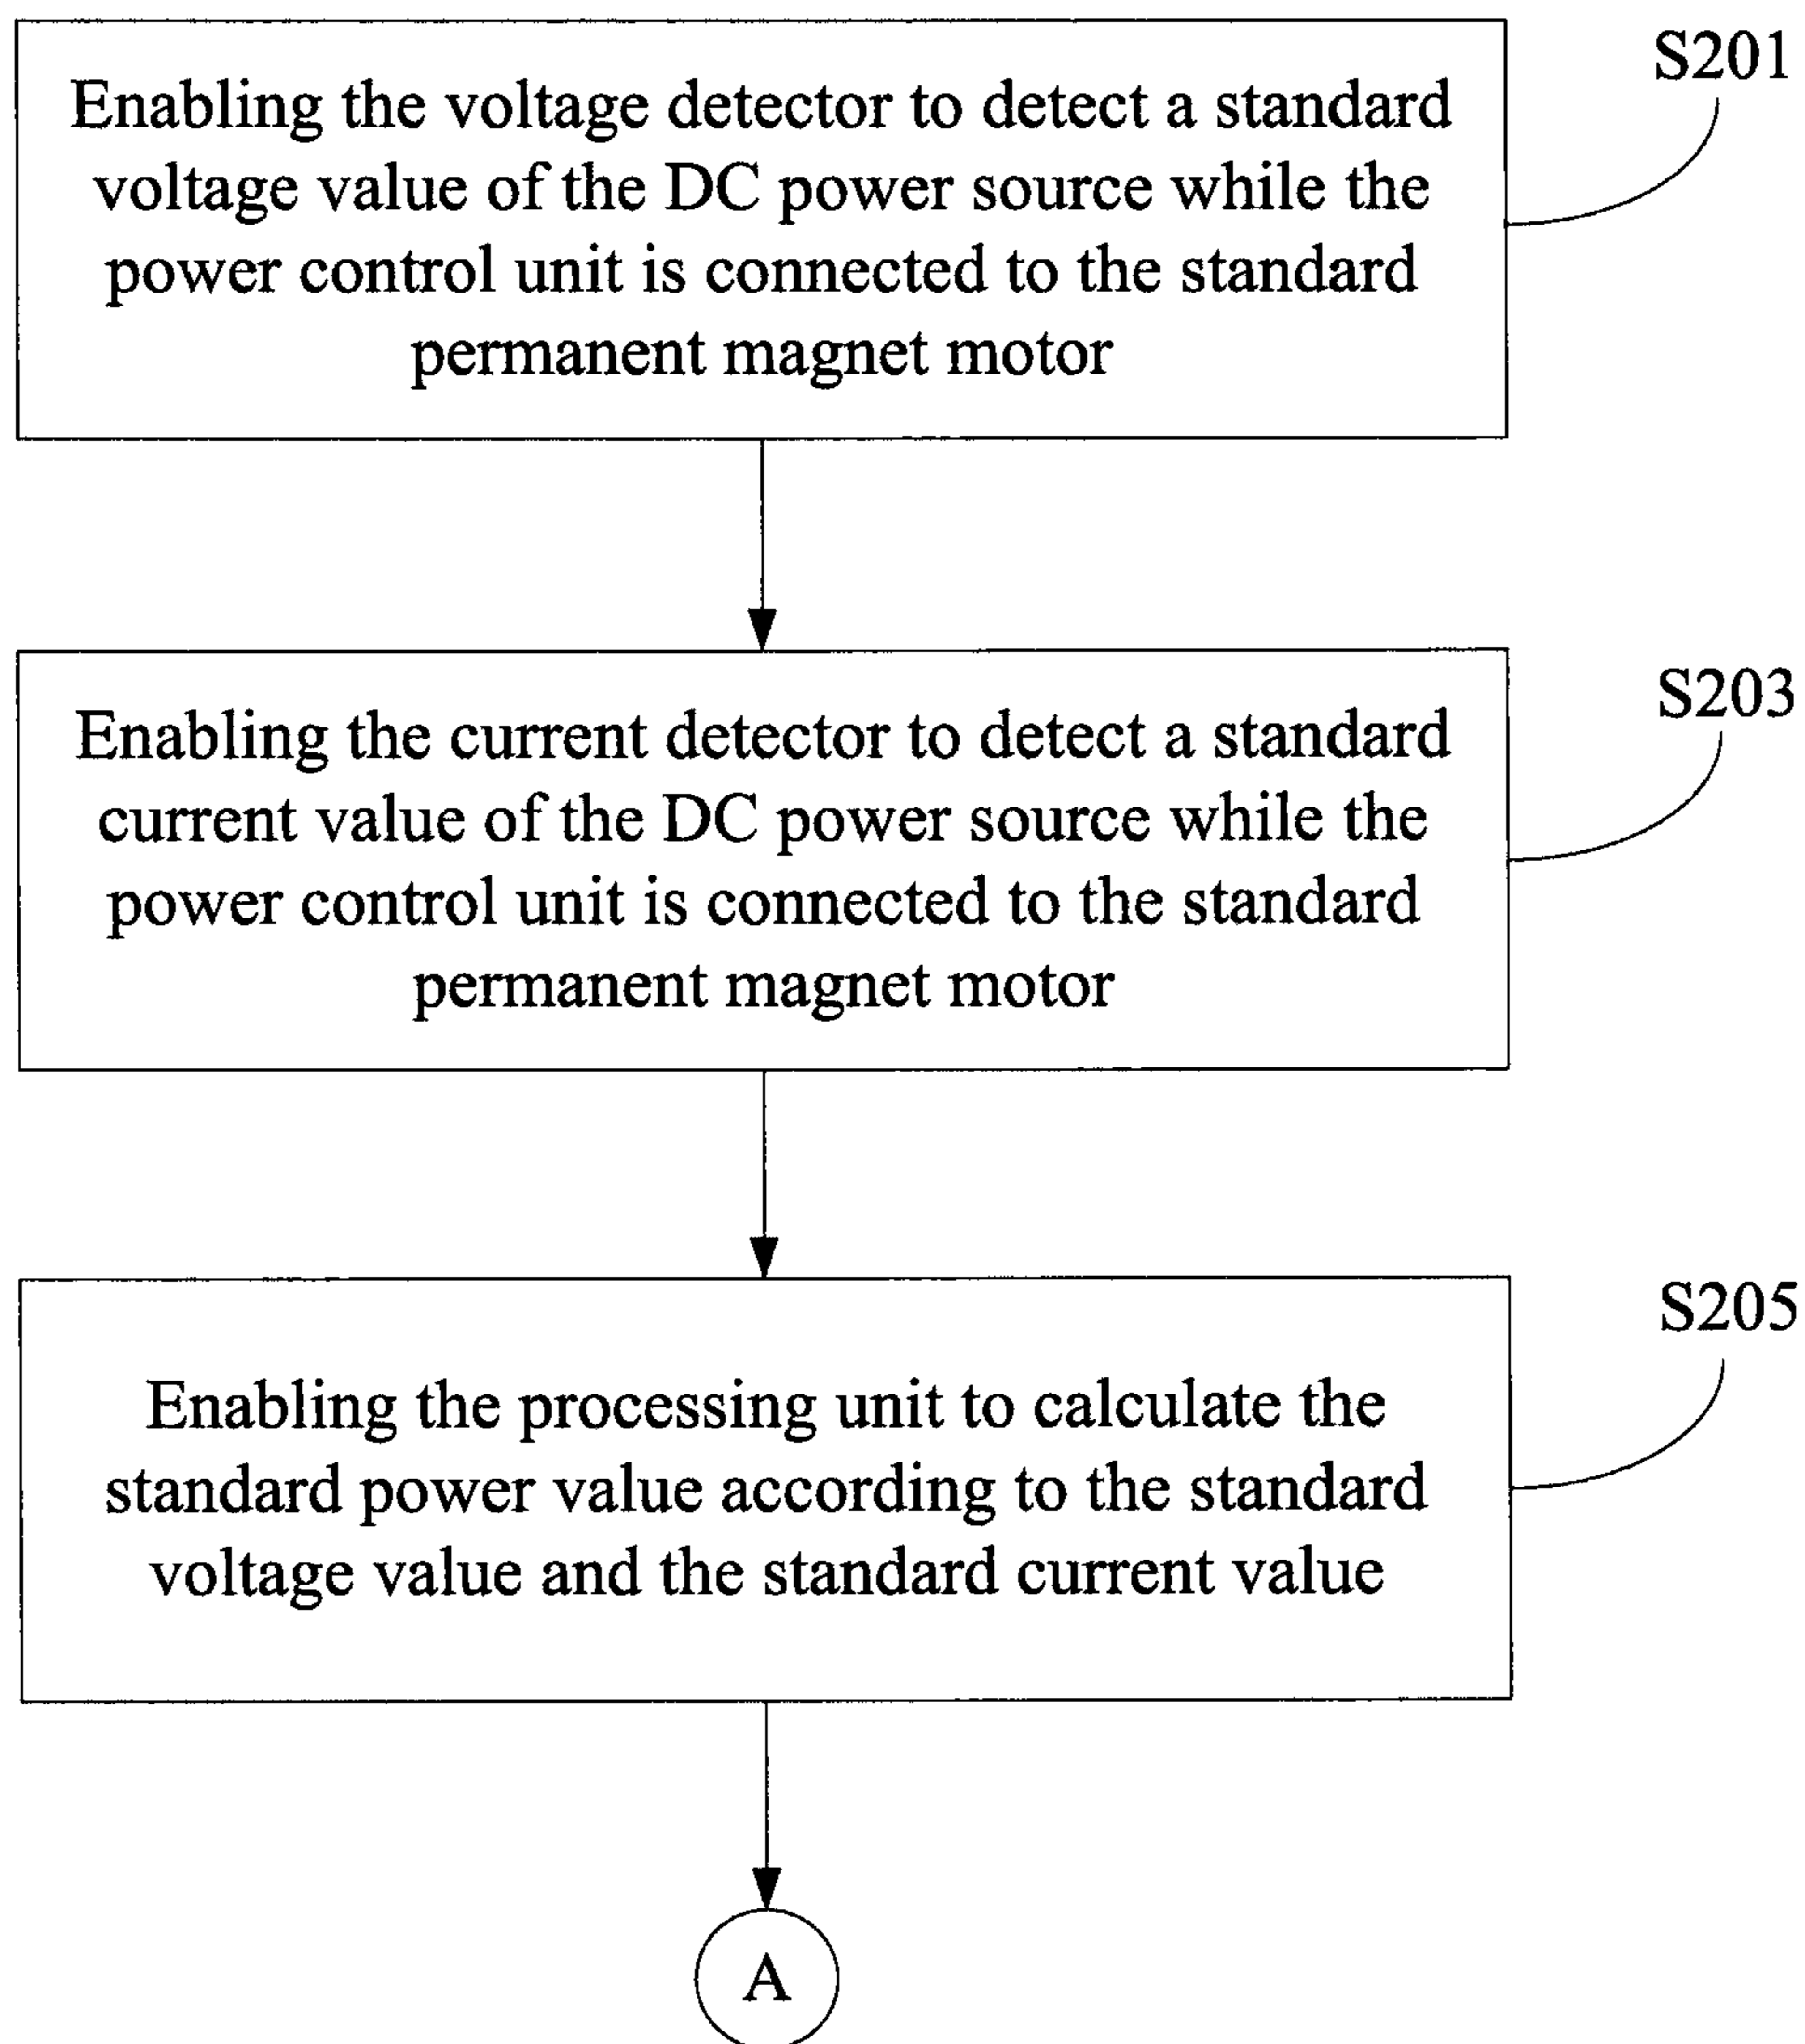 S201
Enabling the voltage detector to detect a standard
voltage value of the DC power source while the
power control unit is connected to the standard
permanent magnet motor
S203
Enabling the current detector to detect a standard
current value of the DC power source while the
power control unit is connected to the standard
permanent magnet motor
S205
Enabling the processing unit to calculate the
standard power value according to the standard
voltage value and the standard current value
A